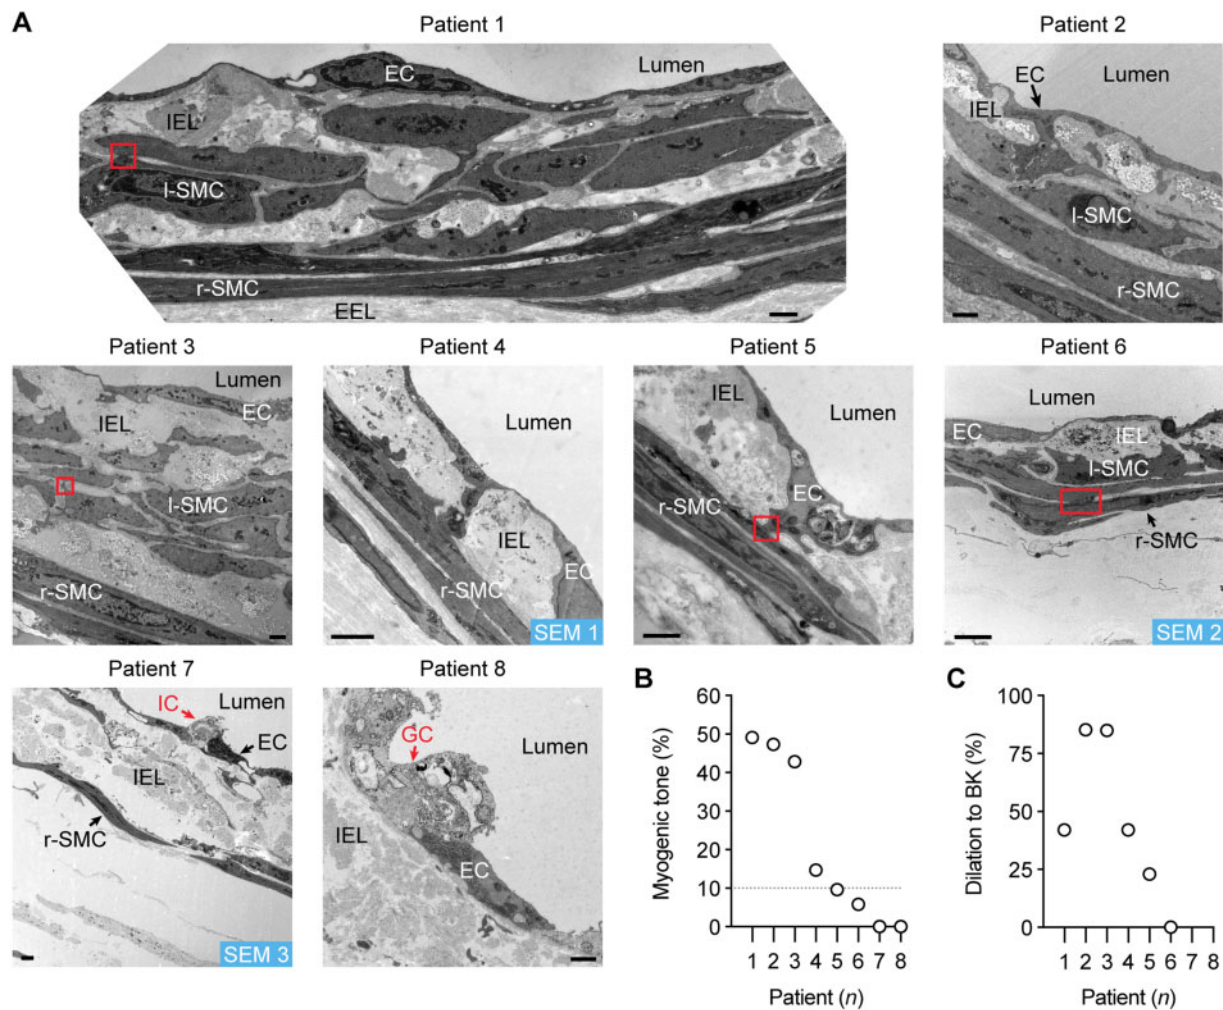 A
Patient 1
EC
Lumen
IEL
l-SMC
r-SMC
EEL
Patient 2
EC
Lumen
IEL
l-SMC
r-SMC
Patient 3
Lumen
EC
IEL
l-SMC
r-SMC
Patient 4
Lumen
IEL
r-SMC
EC
SEM 1
Patient 5
IEL
Lumen
r-SMC
EC
Patient 6
Lumen
EC
IEL
l-SMC
r-SMC
SEM 2
Patient 7
Lumen
IC
EC
IEL
r-SMC
SEM 3
Patient 8
GC
Lumen
IEL
EC
B
Myogenic tone (%)
60
50
40
30
20
10
0
1 2 3 4 5 6 7 8
Patient (n)
C
Dilation to BK (%)
100
75
50
25
0
1 2 3 4 5 6 7 8
Patient (n)